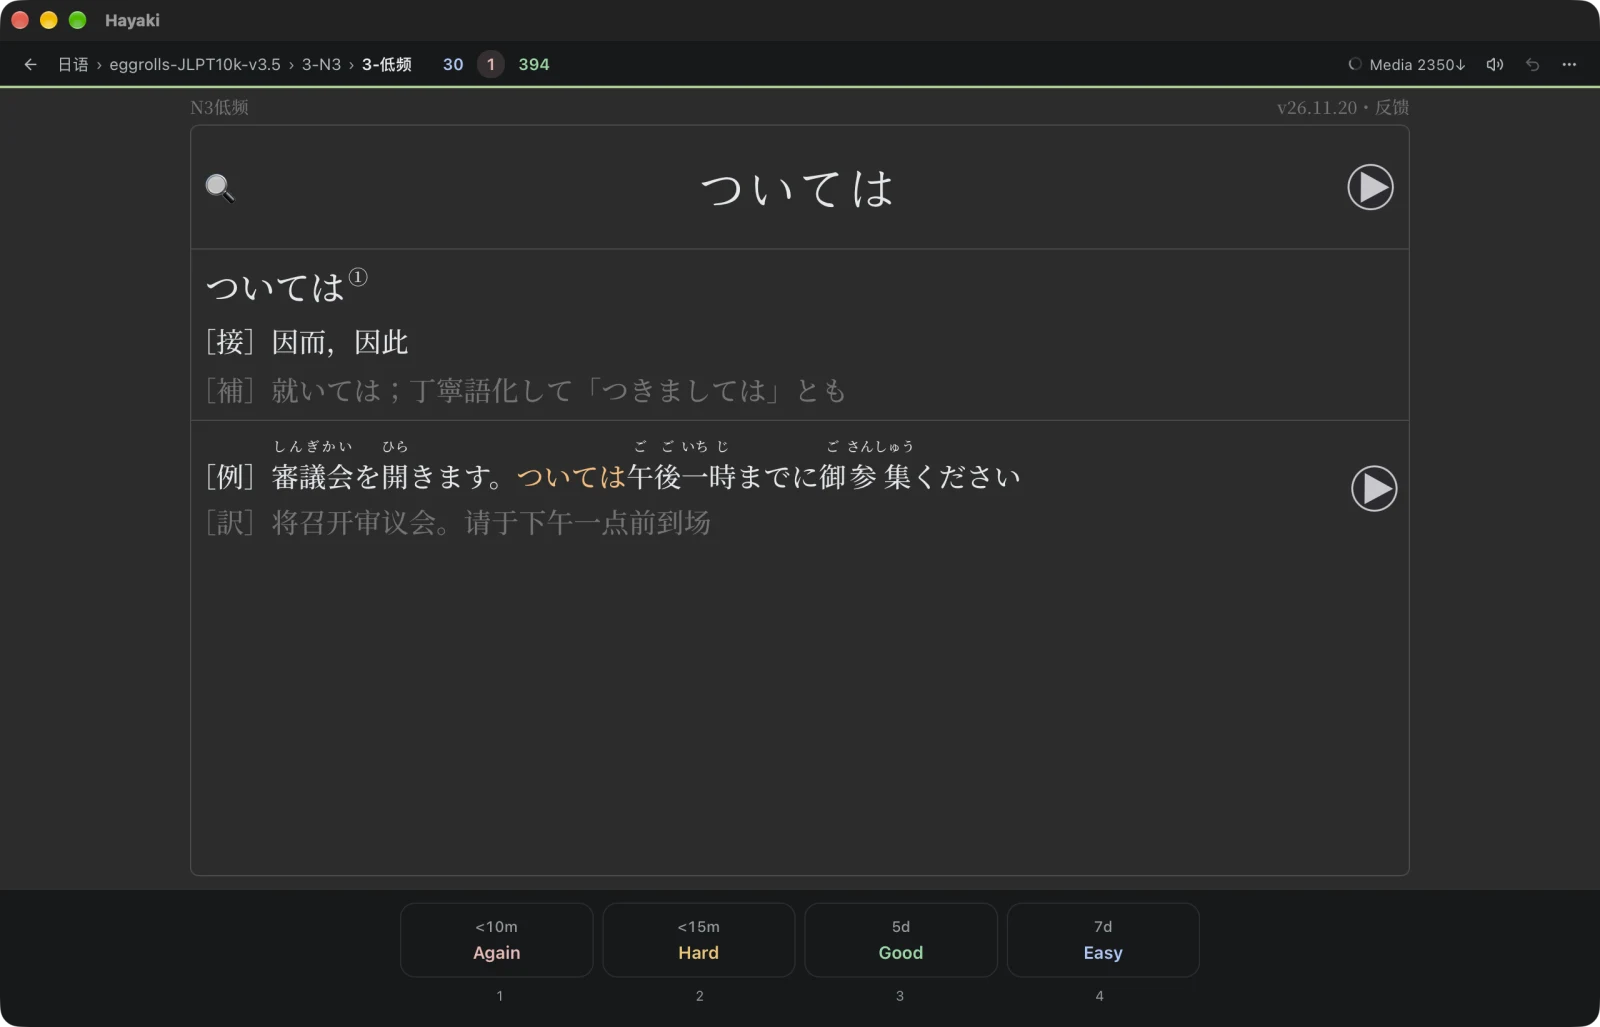 Hayaki
日语 › eggrolls-JLPT10k-v3.5 › 3-N3 › 3-低频 30 1 394
Media 2350↓
N3低频
v26.11.20・反馈
ついては
ついては①
［接］因而，因此
［補］就いては；丁寧語化して「つきましては」とも
しんぎかい ひら ご ご いち じ ご さんしゅう
［例］審議会を開きます。ついては午後一時までに御参集ください
［訳］将召开审议会。请于下午一点前到场
<10m <15m 5d 7d
Again Hard Good Easy
1 2 3 4